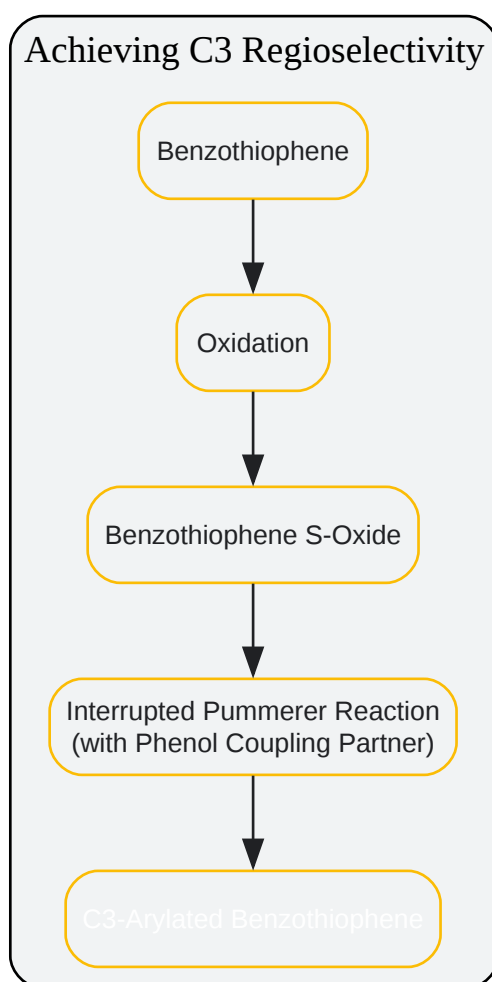 Achieving C3 Regioselectivity
Benzothiophene
Oxidation
Benzothiophene S-Oxide
Interrupted Pummerer Reaction
(with Phenol Coupling Partner)
C3-Arylated Benzothiophene